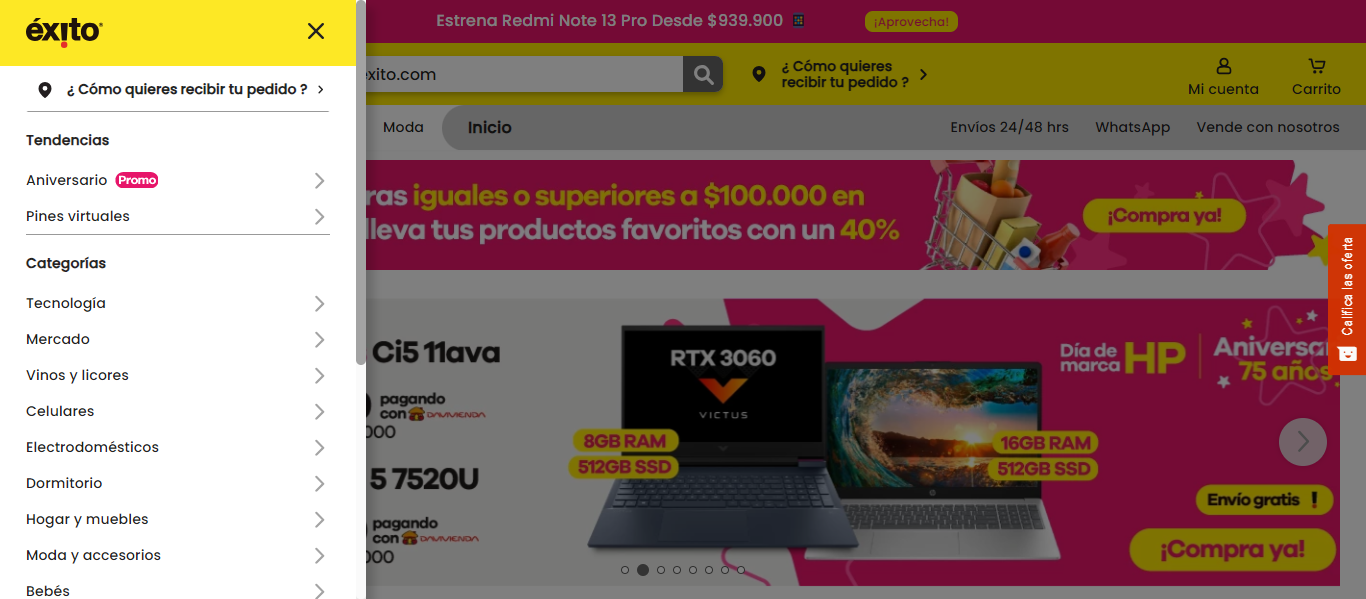 éxito
¿ Cómo quieres recibir tu pedido ?
Tendencias
Aniversario Promo
Pines virtuales
Categorías
Tecnología
Mercado
Vinos y licores
Celulares
Electrodomésticos
Dormitorio
Hogar y muebles
Moda y accesorios
Bebés
Estrena Redmi Note 13 Pro Desde $939.900 ¡Aprovecha!
exito.com
¿ Cómo quieres
recibir tu pedido ?
Mi cuenta
Carrito
Moda
Inicio
Envíos 24/48 hrs
WhatsApp
Vende con nosotros
ras iguales o superiores a $100.000 en
lleva tus productos favoritos con un 40%
¡Compra ya!
Califica las oferta
Ci5 11ava
pagando
con DAVIVIENDA
000
5 7520U
pagando
con DAVIVIENDA
000
RTX 3060
VICTUS
8GB RAM
512GB SSD
hp
16GB RAM
512GB SSD
Día de
marca HP
Aniversa
75 años
Envío gratis !
¡Compra ya!